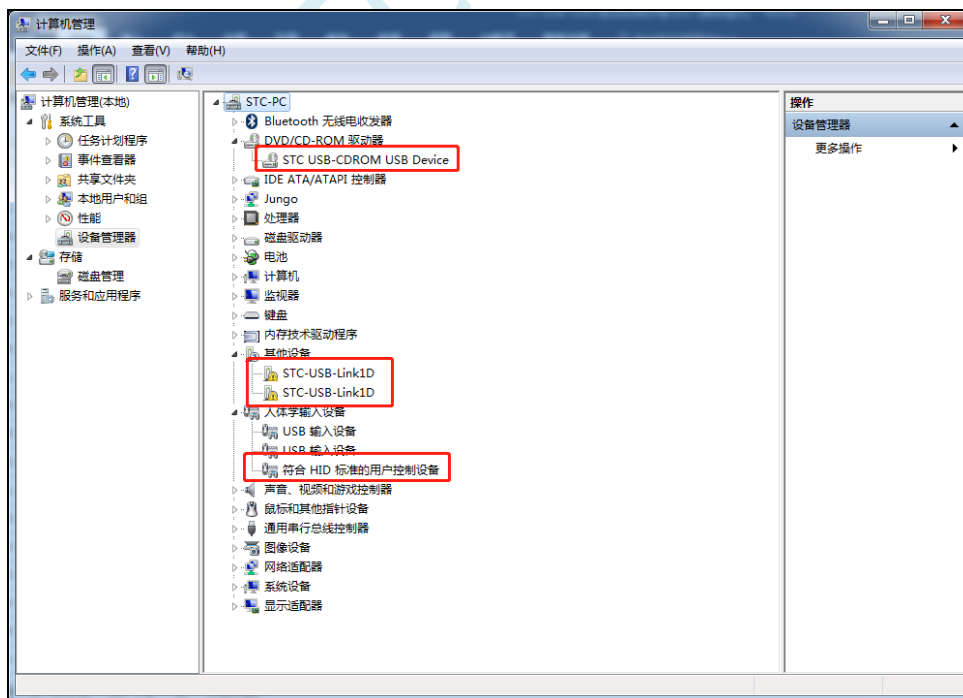 计算机管理
文件(F) 操作(A) 查看(V) 帮助(H)
计算机管理(本地)
系统工具
任务计划程序
事件查看器
共享文件夹
本地用户和组
性能
设备管理器
存储
磁盘管理
服务和应用程序
STC-PC
Bluetooth 无线电收发器
DVD/CD-ROM 驱动器
STC USB-CDROM USB Device
IDE ATA/ATAPI 控制器
Jungo
处理器
磁盘驱动器
电池
计算机
监视器
键盘
内存技术驱动程序
其他设备
STC-USB-Link1D
STC-USB-Link1D
人体学输入设备
USB 输入设备
USB 输入设备
符合 HID 标准的用户控制设备
声音、视频和游戏控制器
鼠标和其他指针设备
通用串行总线控制器
图像设备
网络适配器
系统设备
显示适配器
操作
设备管理器
更多操作